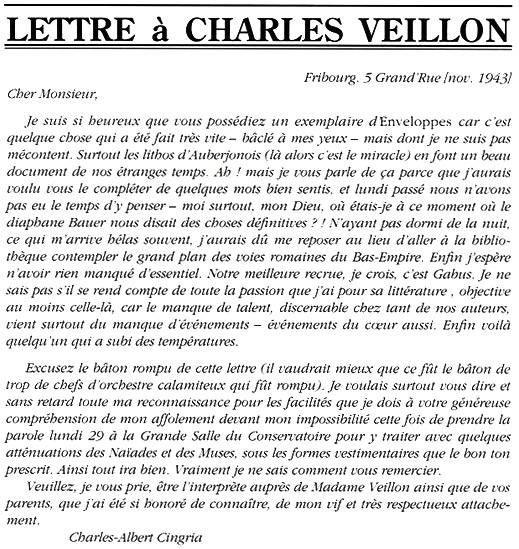 LETTRE à CHARLES VEILLON
Fribourg. 5 Grand'Rue [nov. 1943]
Cher Monsieur,
Je suis si heureux que vous possédiez un exemplaire d'Enveloppes car c'est
quelque chose qui a été fait très vite – bâclé à mes yeux – mais dont je ne suis pas
mécontent. Surtout les lithos d'Auberjonois (là alors c'est le miracle) en font un beau
document de nos étranges temps. Ah ! mais je vous parle de ça parce que j'aurais
voulu vous le compléter de quelques mots bien sentis, et lundi passé nous n'avons
pas eu le temps d'y penser – moi surtout, mon Dieu, où étais-je à ce moment où le
diaphane Bauer nous disait des choses définitives ? ! N'ayant pas dormi de la nuit,
ce qui m'arrive hélas souvent, j'aurais dû me reposer au lieu d'aller à la biblio-
thèque contempler le grand plan des voies romaines du Bas-Empire. Enfin j'espère
n'avoir rien manqué d'essentiel. Notre meilleure recrue, je crois, c'est Gabus. Je ne
sais pas s'il se rend compte de toute la passion que j'ai pour sa littérature , objective
au moins celle-là, car le manque de talent, discernable chez tant de nos auteurs,
vient surtout du manque d'événements – événements du cœur aussi. Enfin voilà
quelqu'un qui a subi des températures.
Excusez le bâton rompu de cette lettre (il vaudrait mieux que ce fût le bâton de
trop de chefs d'orchestre calamiteux qui fût rompu). Je voulais surtout vous dire et
sans retard toute ma reconnaissance pour les facilités que je dois à votre généreuse
compréhension de mon affolement devant mon impossibilité cette fois de prendre la
parole lundi 29 à la Grande Salle du Conservatoire pour y traiter avec quelques
atténuations des Naïades et des Muses, sous les formes vestimentaires que le bon ton
prescrit. Ainsi tout ira bien. Vraiment je ne sais comment vous remercier.
Veuillez, je vous prie, être l'interprète auprès de Madame Veillon ainsi que de vos
parents, que j'ai été si honoré de connaître, de mon vif et très respectueux attache-
ment.
Charles-Albert Cingria